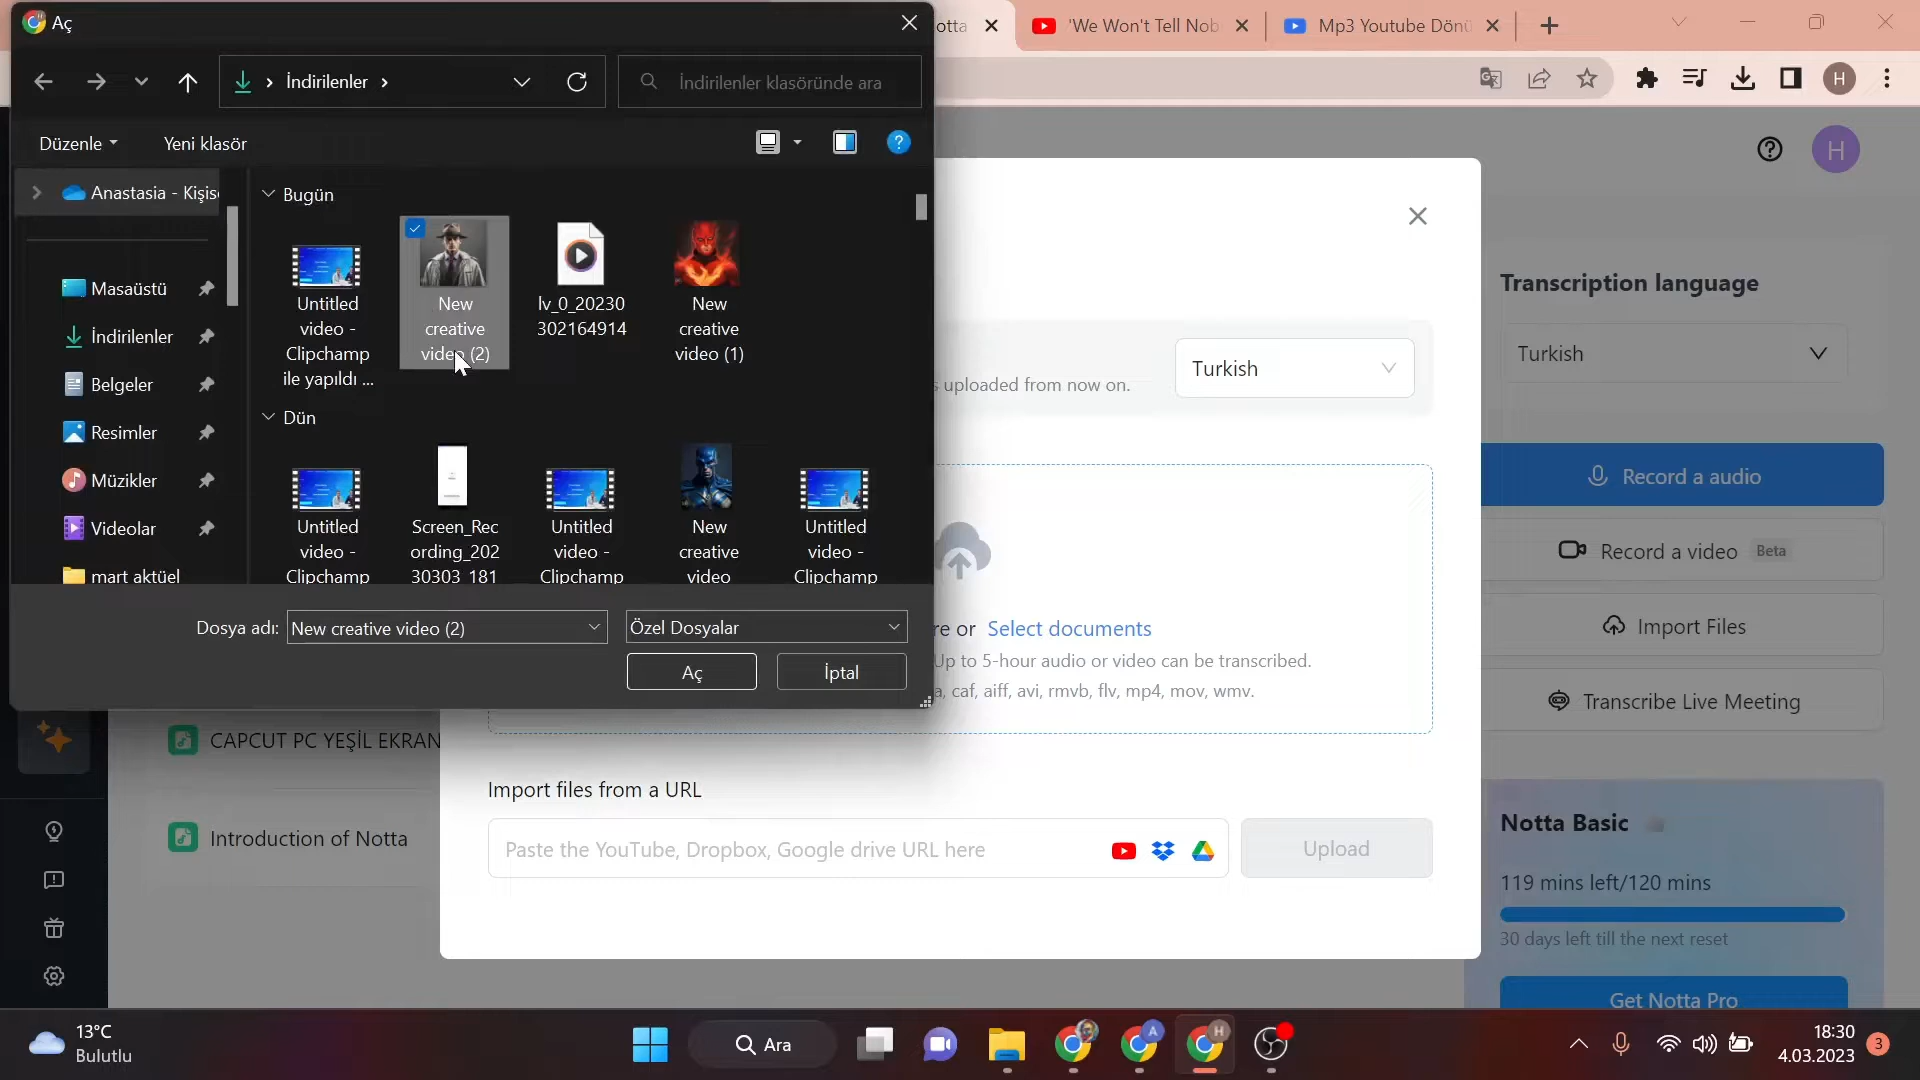 Aç
otta
'We Won't Tell Nob
Mp3 Youtube Dönü
İndirilenler
İndirilenler klasöründe ara
H
Düzenle
Yeni klasör
?
H
Anastasia - Kişise
Bugün
Masaüstü
İndirilenler
Belgeler
Resimler
Müzikler
Videolar
mart aktüel
Untitled
video -
Clipchamp
ile yapıldı ...
New
creative
video (2)
lv_0_20230
302164914
New
creative
video (1)
Dün
Untitled
video -
Clipchamp
Screen_Rec
ording_202
30303_181
Untitled
video -
Clipchamp
New
creative
video
Untitled
video -
Clipchamp
Dosya adı:
New creative video (2)
Özel Dosyalar
Aç
İptal
s uploaded from now on.
Turkish
re or Select documents
Up to 5-hour audio or video can be transcribed.
a, caf, aiff, avi, rmvb, flv, mp4, mov, wmv.
Import files from a URL
Paste the YouTube, Dropbox, Google drive URL here
Upload
Transcription language
Turkish
Record a audio
Record a video Beta
Import Files
Transcribe Live Meeting
Notta Basic
119 mins left/120 mins
30 days left till the next reset
Get Notta Pro
CAPCUT PC YEŞİL EKRAN
Introduction of Notta
13°C
Bulutlu
Ara
A
H
18:30
4.03.2023
3